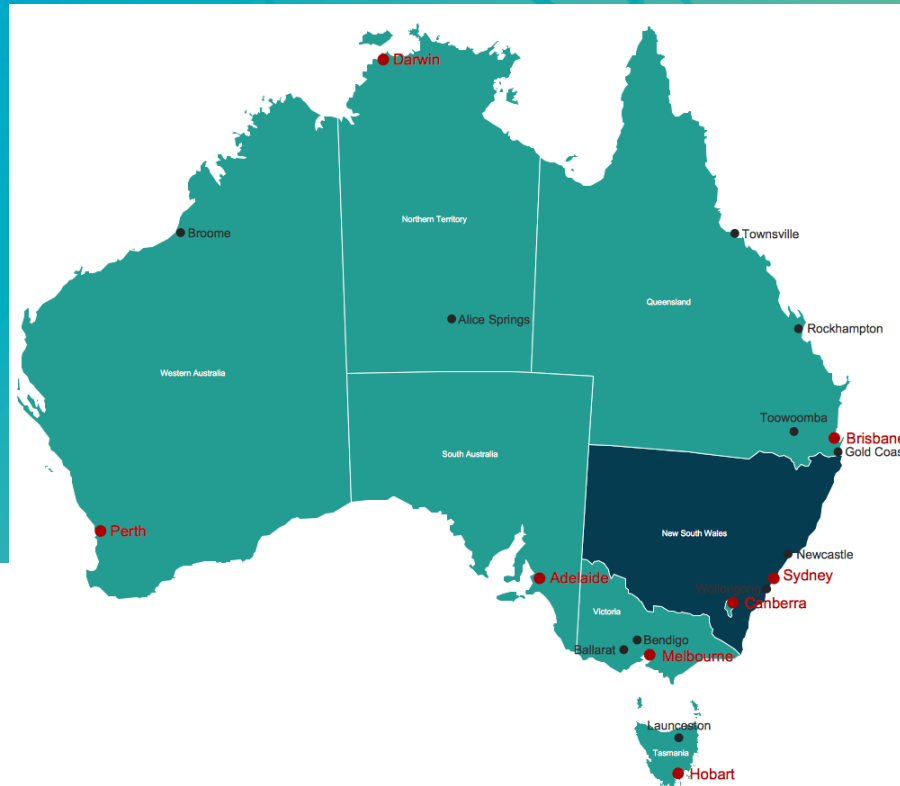 Darwin
Northern Territory
Broome
Townsville
Queensland
Alice Springs
Rockhampton
Western Australia
Toowoomba
Brisbane
Gold Coas
South Australia
Perth
New South Wales
Newcastle
Sydney
Adelaide
Wollongong
Canberra
Victoria
Bendigo
Ballarat
Melbourne
Launceston
Tasmania
Hobart